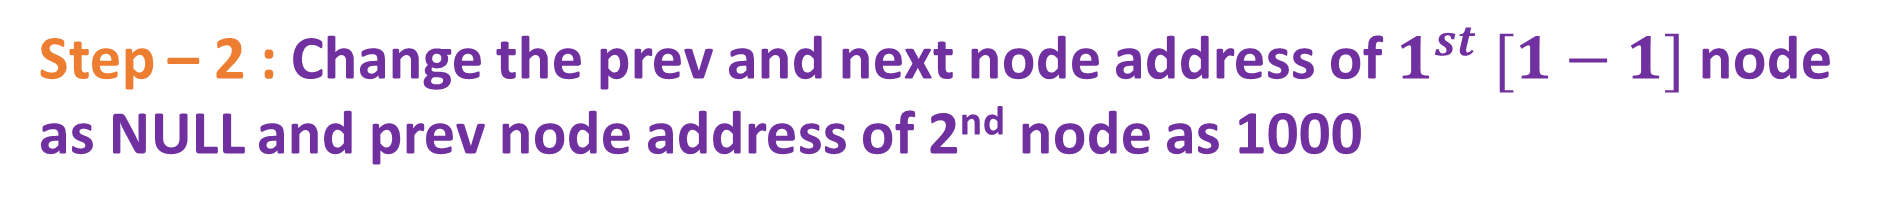 Step – 2 : Change the prev and next node address of 1ˢᵗ [1 − 1] node
as NULL and prev node address of 2ⁿᵈ node as 1000